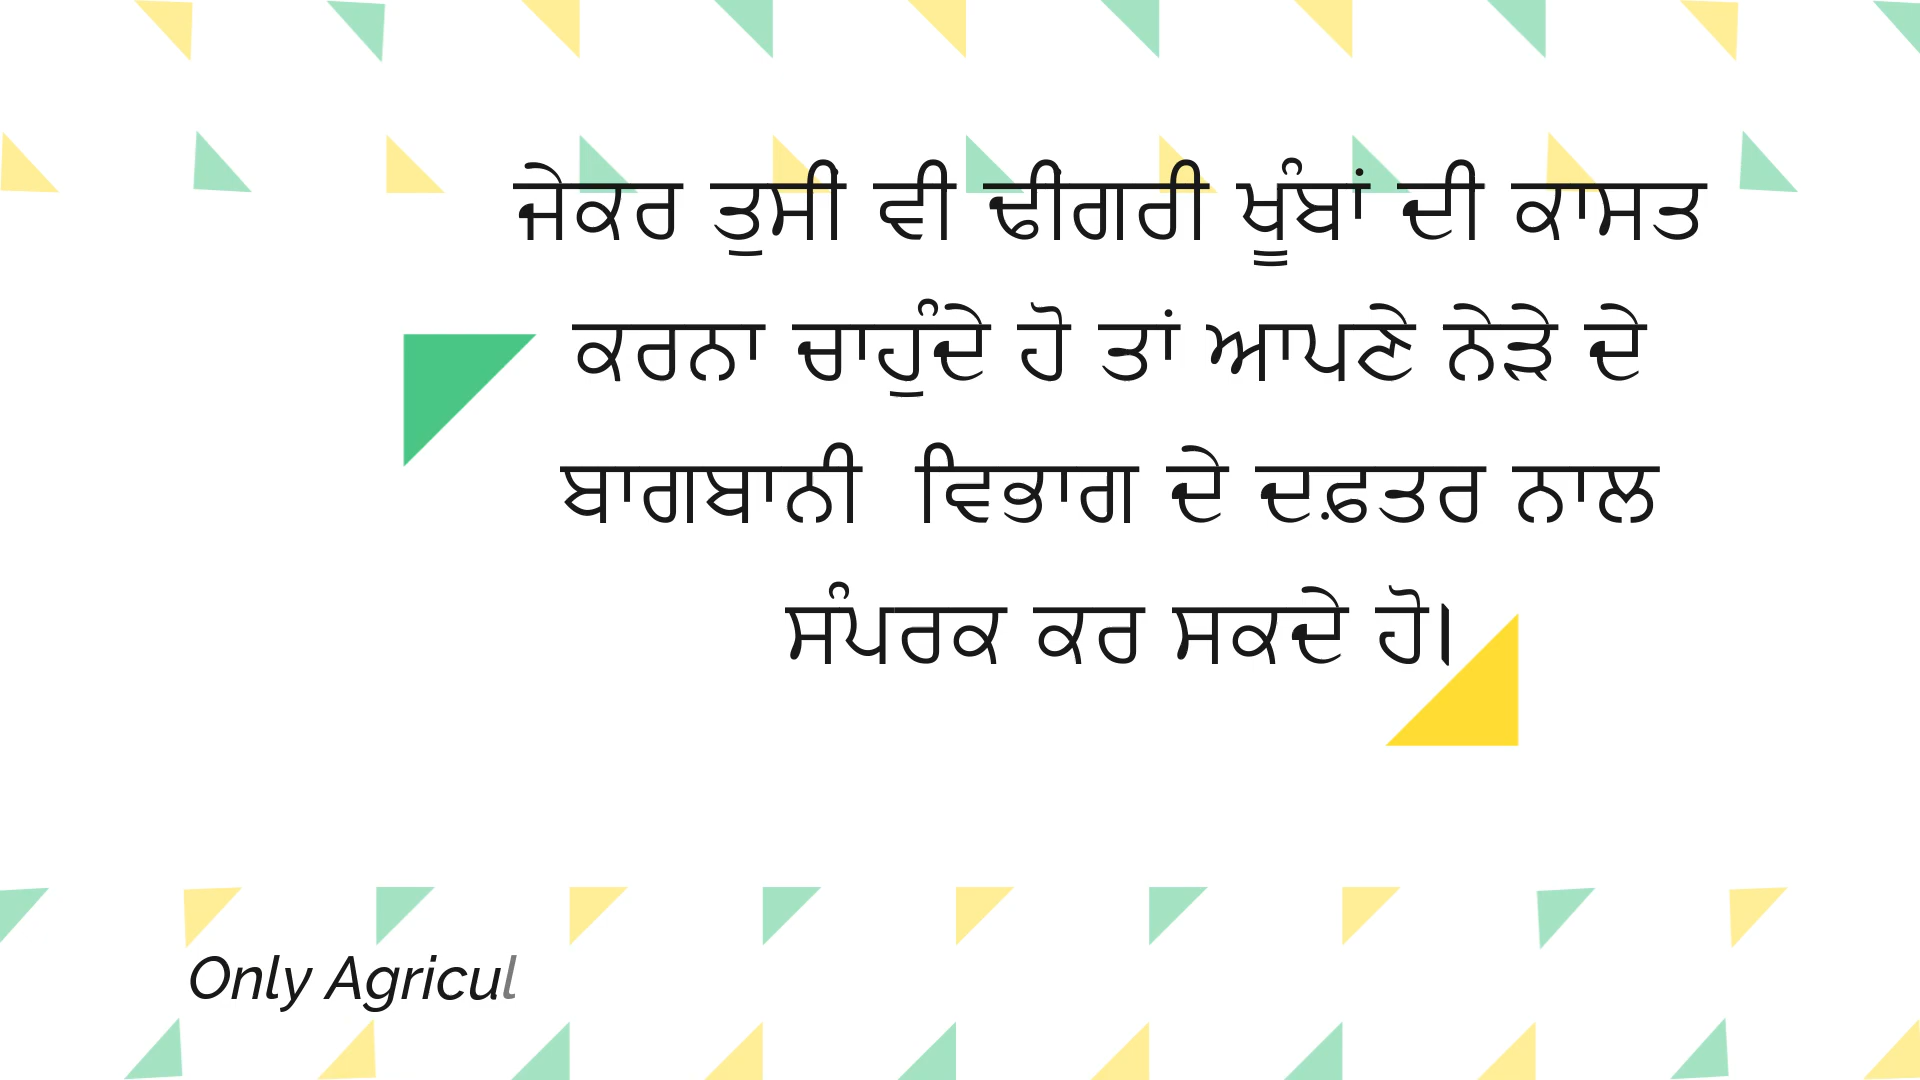 ਜੇਕਰ ਤੁਸੀ ਵੀ ਢੀਗਰੀ ਖੂੰਬਾਂ ਦੀ ਕਾਸਤ
ਕਰਨਾ ਚਾਹੁੰਦੇ ਹੋ ਤਾਂ ਆਪਣੇ ਨੇੜੇ ਦੇ
ਬਾਗਬਾਨੀ ਵਿਭਾਗ ਦੇ ਦਫ਼ਤਰ ਨਾਲ
ਸੰਪਰਕ ਕਰ ਸਕਦੇ ਹੋ।
Only Agricul